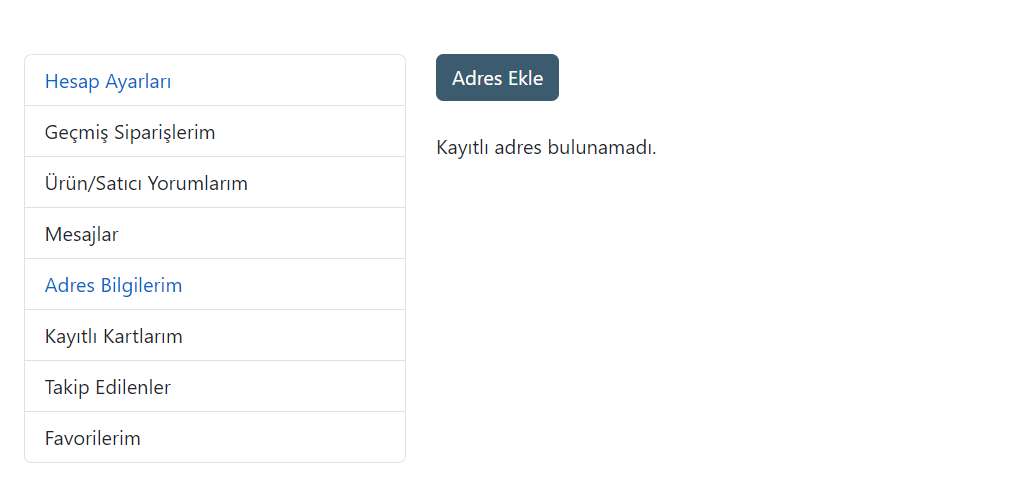 Hesap Ayarları
Geçmiş Siparişlerim
Ürün/Satıcı Yorumlarım
Mesajlar
Adres Bilgilerim
Kayıtlı Kartlarım
Takip Edilenler
Favorilerim
Adres Ekle
Kayıtlı adres bulunamadı.